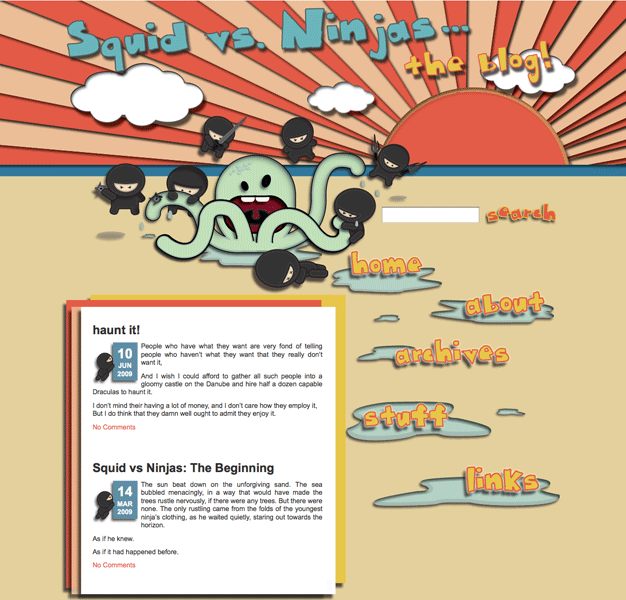 Squid vs. Ninjas...
the blog!
search
home
about
archives
stuff
links
haunt it!
10
JUN
2009
People who have what they want are very fond of telling
people who haven't what they want that they really don't
want it,
And I wish I could afford to gather all such people into a
gloomy castle on the Danube and hire half a dozen capable
Draculas to haunt it.
I don't mind their having a lot of money, and I don't care how they employ it,
But I do think that they damn well ought to admit they enjoy it.
No Comments
Squid vs Ninjas: The Beginning
14
MAR
2009
The sun beat down on the unforgiving sand. The sea
bubbled menacingly, in a way that would have made the
trees rustle nervously, if there were any trees. But there were
none. The only rustling came from the folds of the youngest
ninja's clothing, as he waited quietly, staring out towards the
horizon.
As if he knew.
As if it had happened before.
No Comments